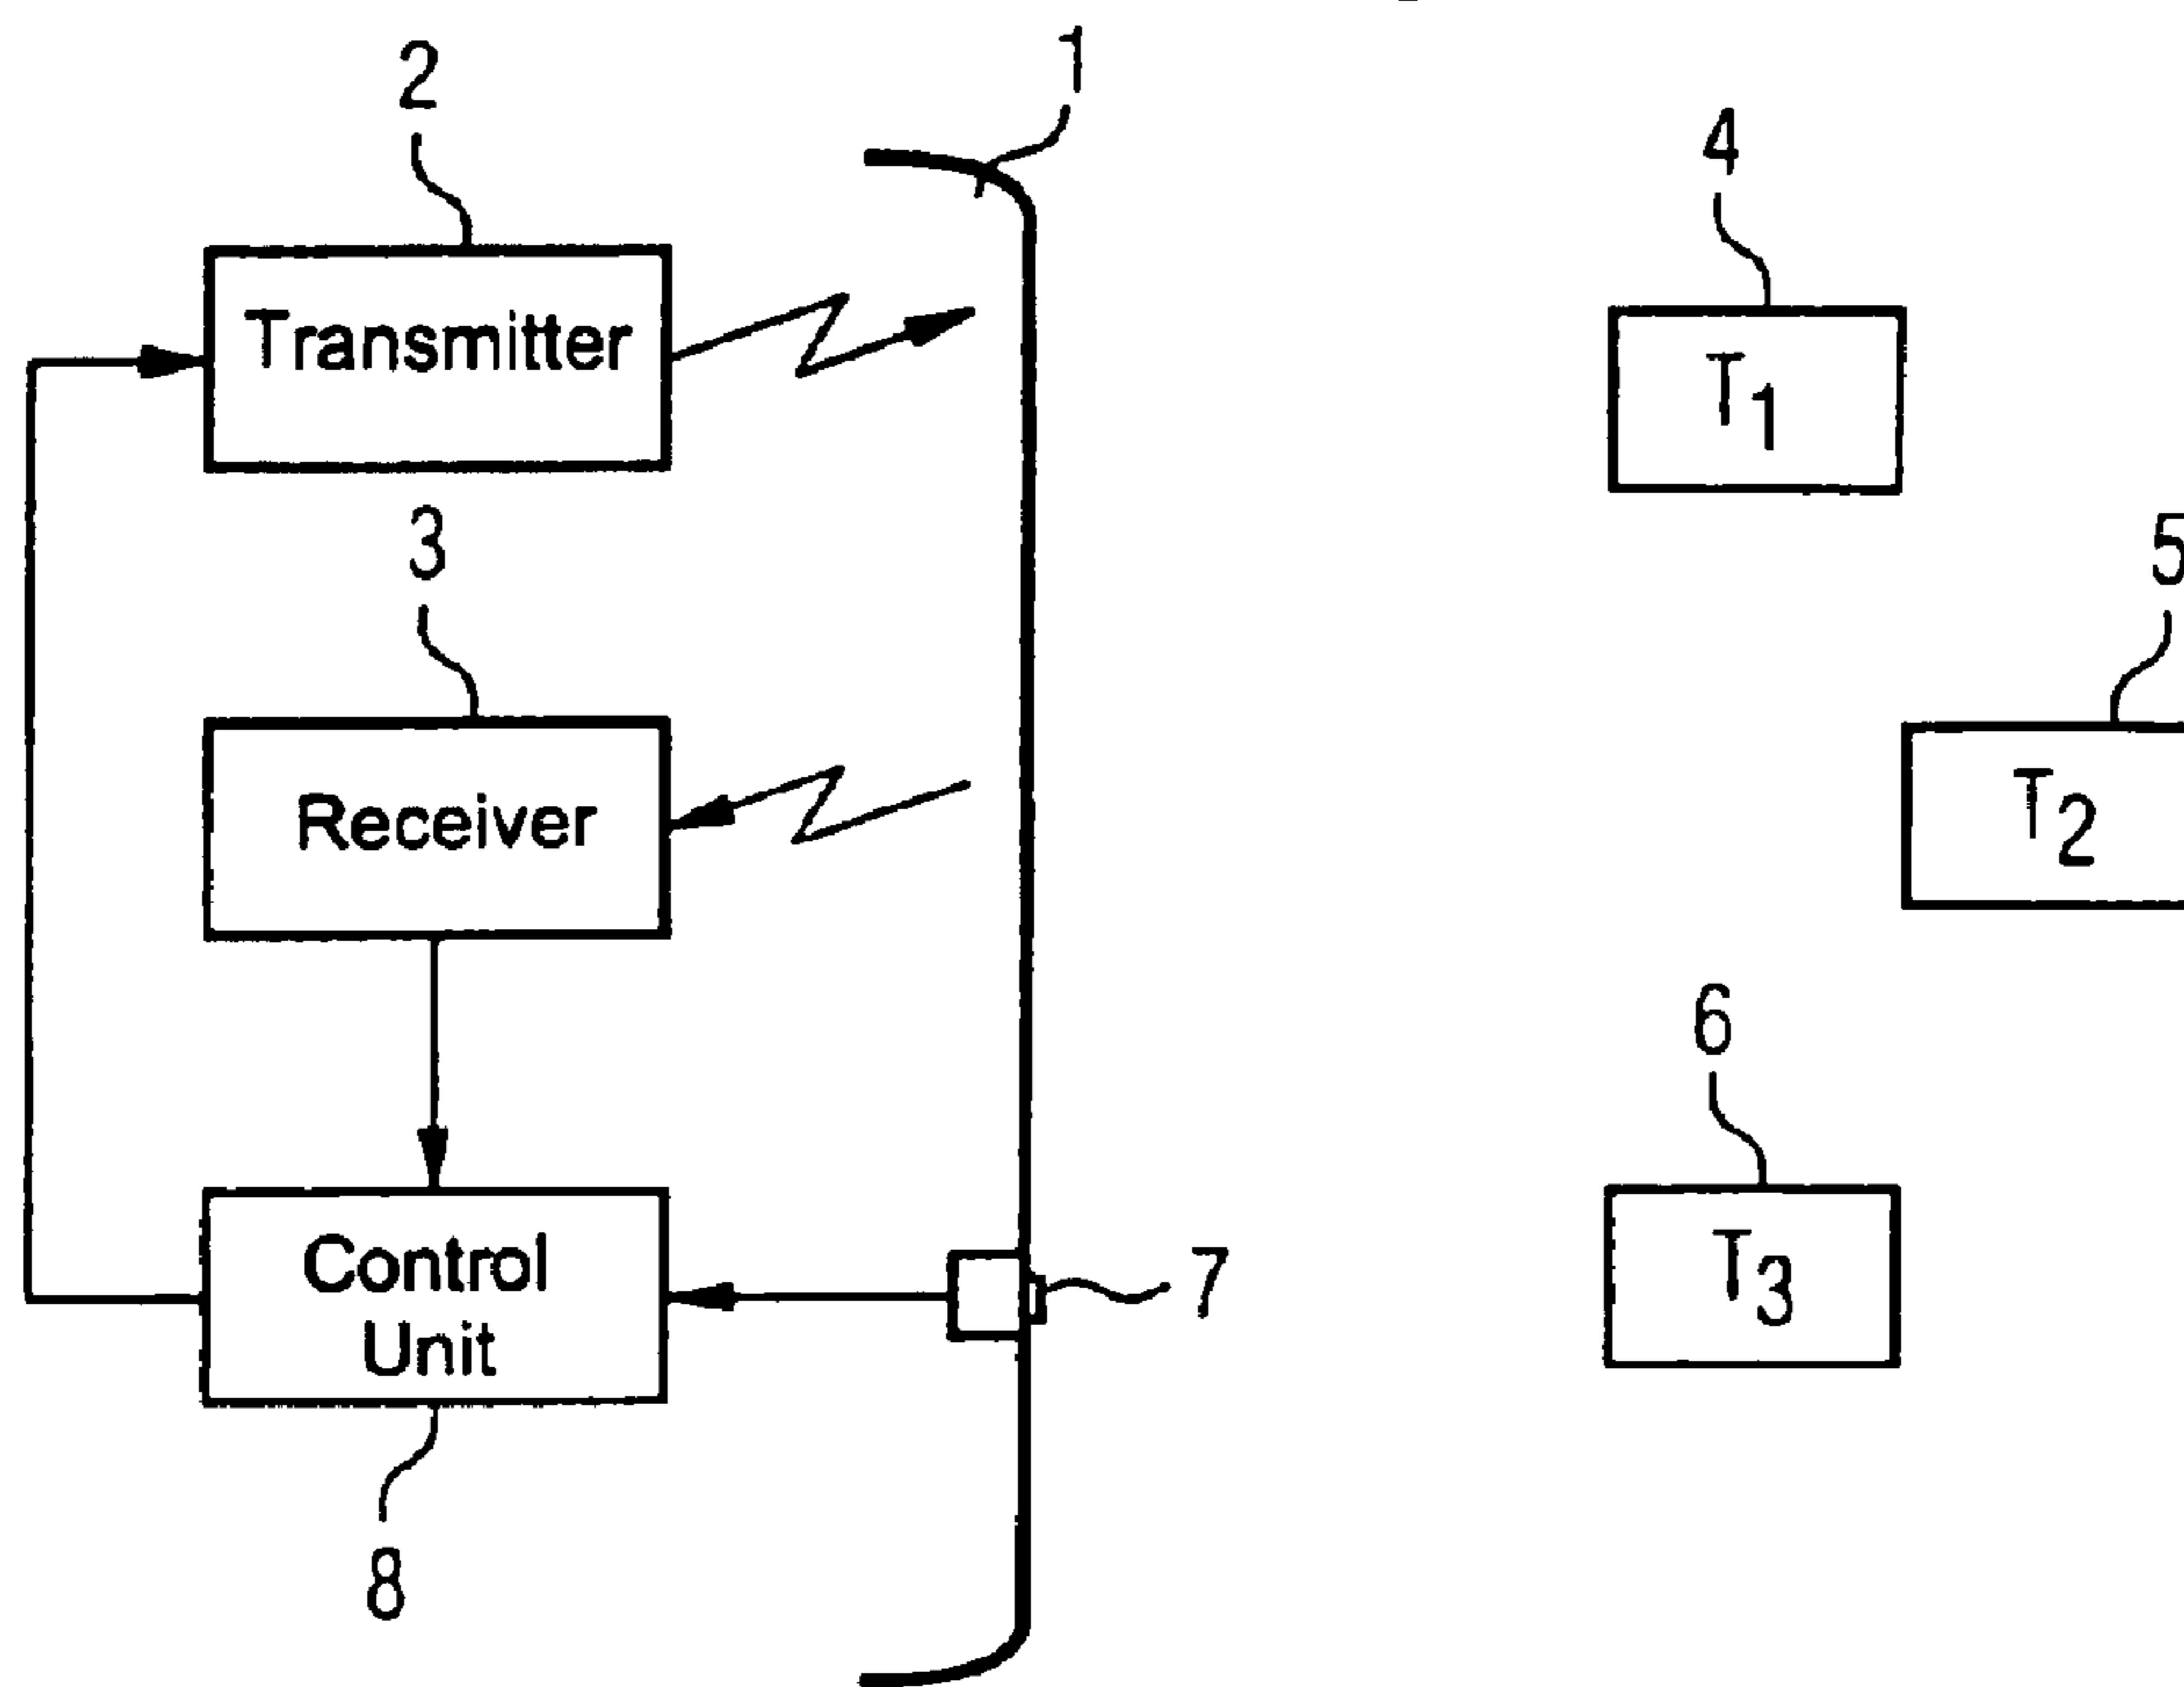 1
2
4
Transmitter
T1
3
5
Receiver
T2
6
Control
Unit
T3
7
8